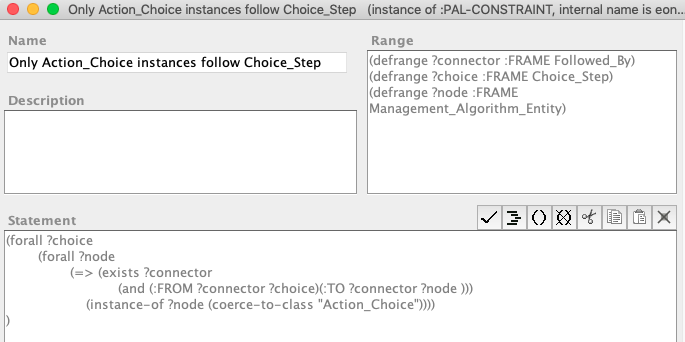 Only Action_Choice instances follow Choice_Step (instance of :PAL-CONSTRAINT, internal name is eon...
Name
Only Action_Choice instances follow Choice_Step
Description
Range
(defrange ?connector :FRAME Followed_By)
(defrange ?choice :FRAME Choice_Step)
(defrange ?node :FRAME
Management_Algorithm_Entity)
Statement
(forall ?choice
(forall ?node
(=> (exists ?connector
(and (:FROM ?connector ?choice)(:TO ?connector ?node )))
(instance-of ?node (coerce-to-class "Action_Choice"))))
)